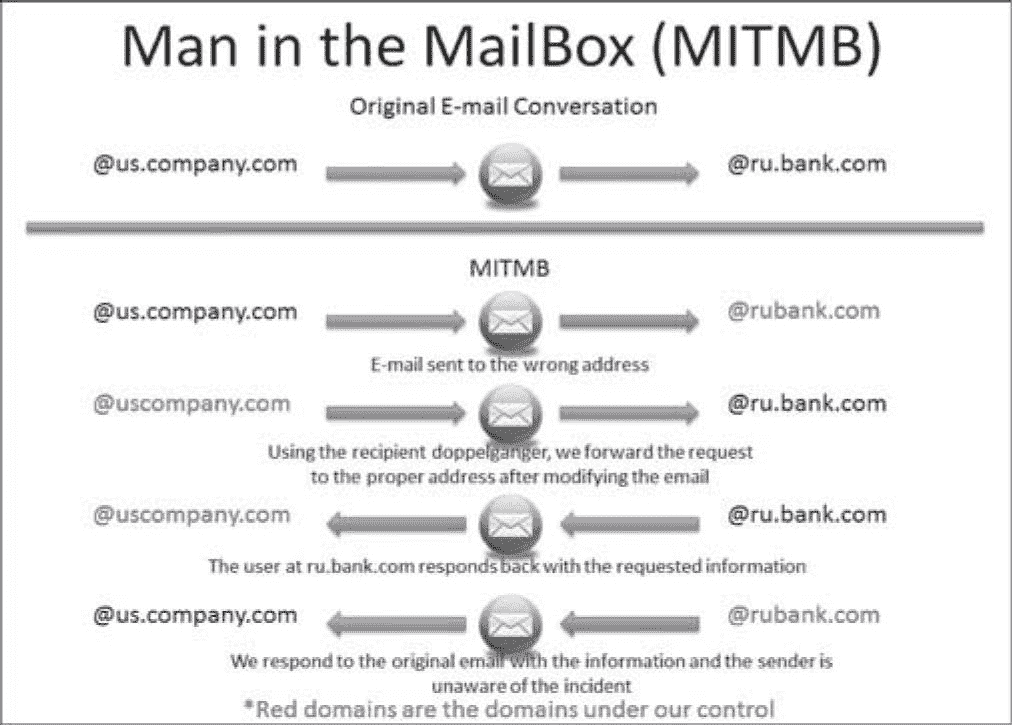 Man in the MailBox (MITMB)
Original E-mail Conversation
@us.company.com @ru.bank.com
MITMB
@us.company.com @rubank.com
E-mail sent to the wrong address
@uscompany.com @ru.bank.com
Using the recipient doppelganger, we forward the request
to the proper address after modifying the email
@uscompany.com @ru.bank.com
The user at ru.bank.com responds back with the requested information
@us.company.com @rubank.com
We respond to the original email with the information and the sender is
unaware of the incident
*Red domains are the domains under our control